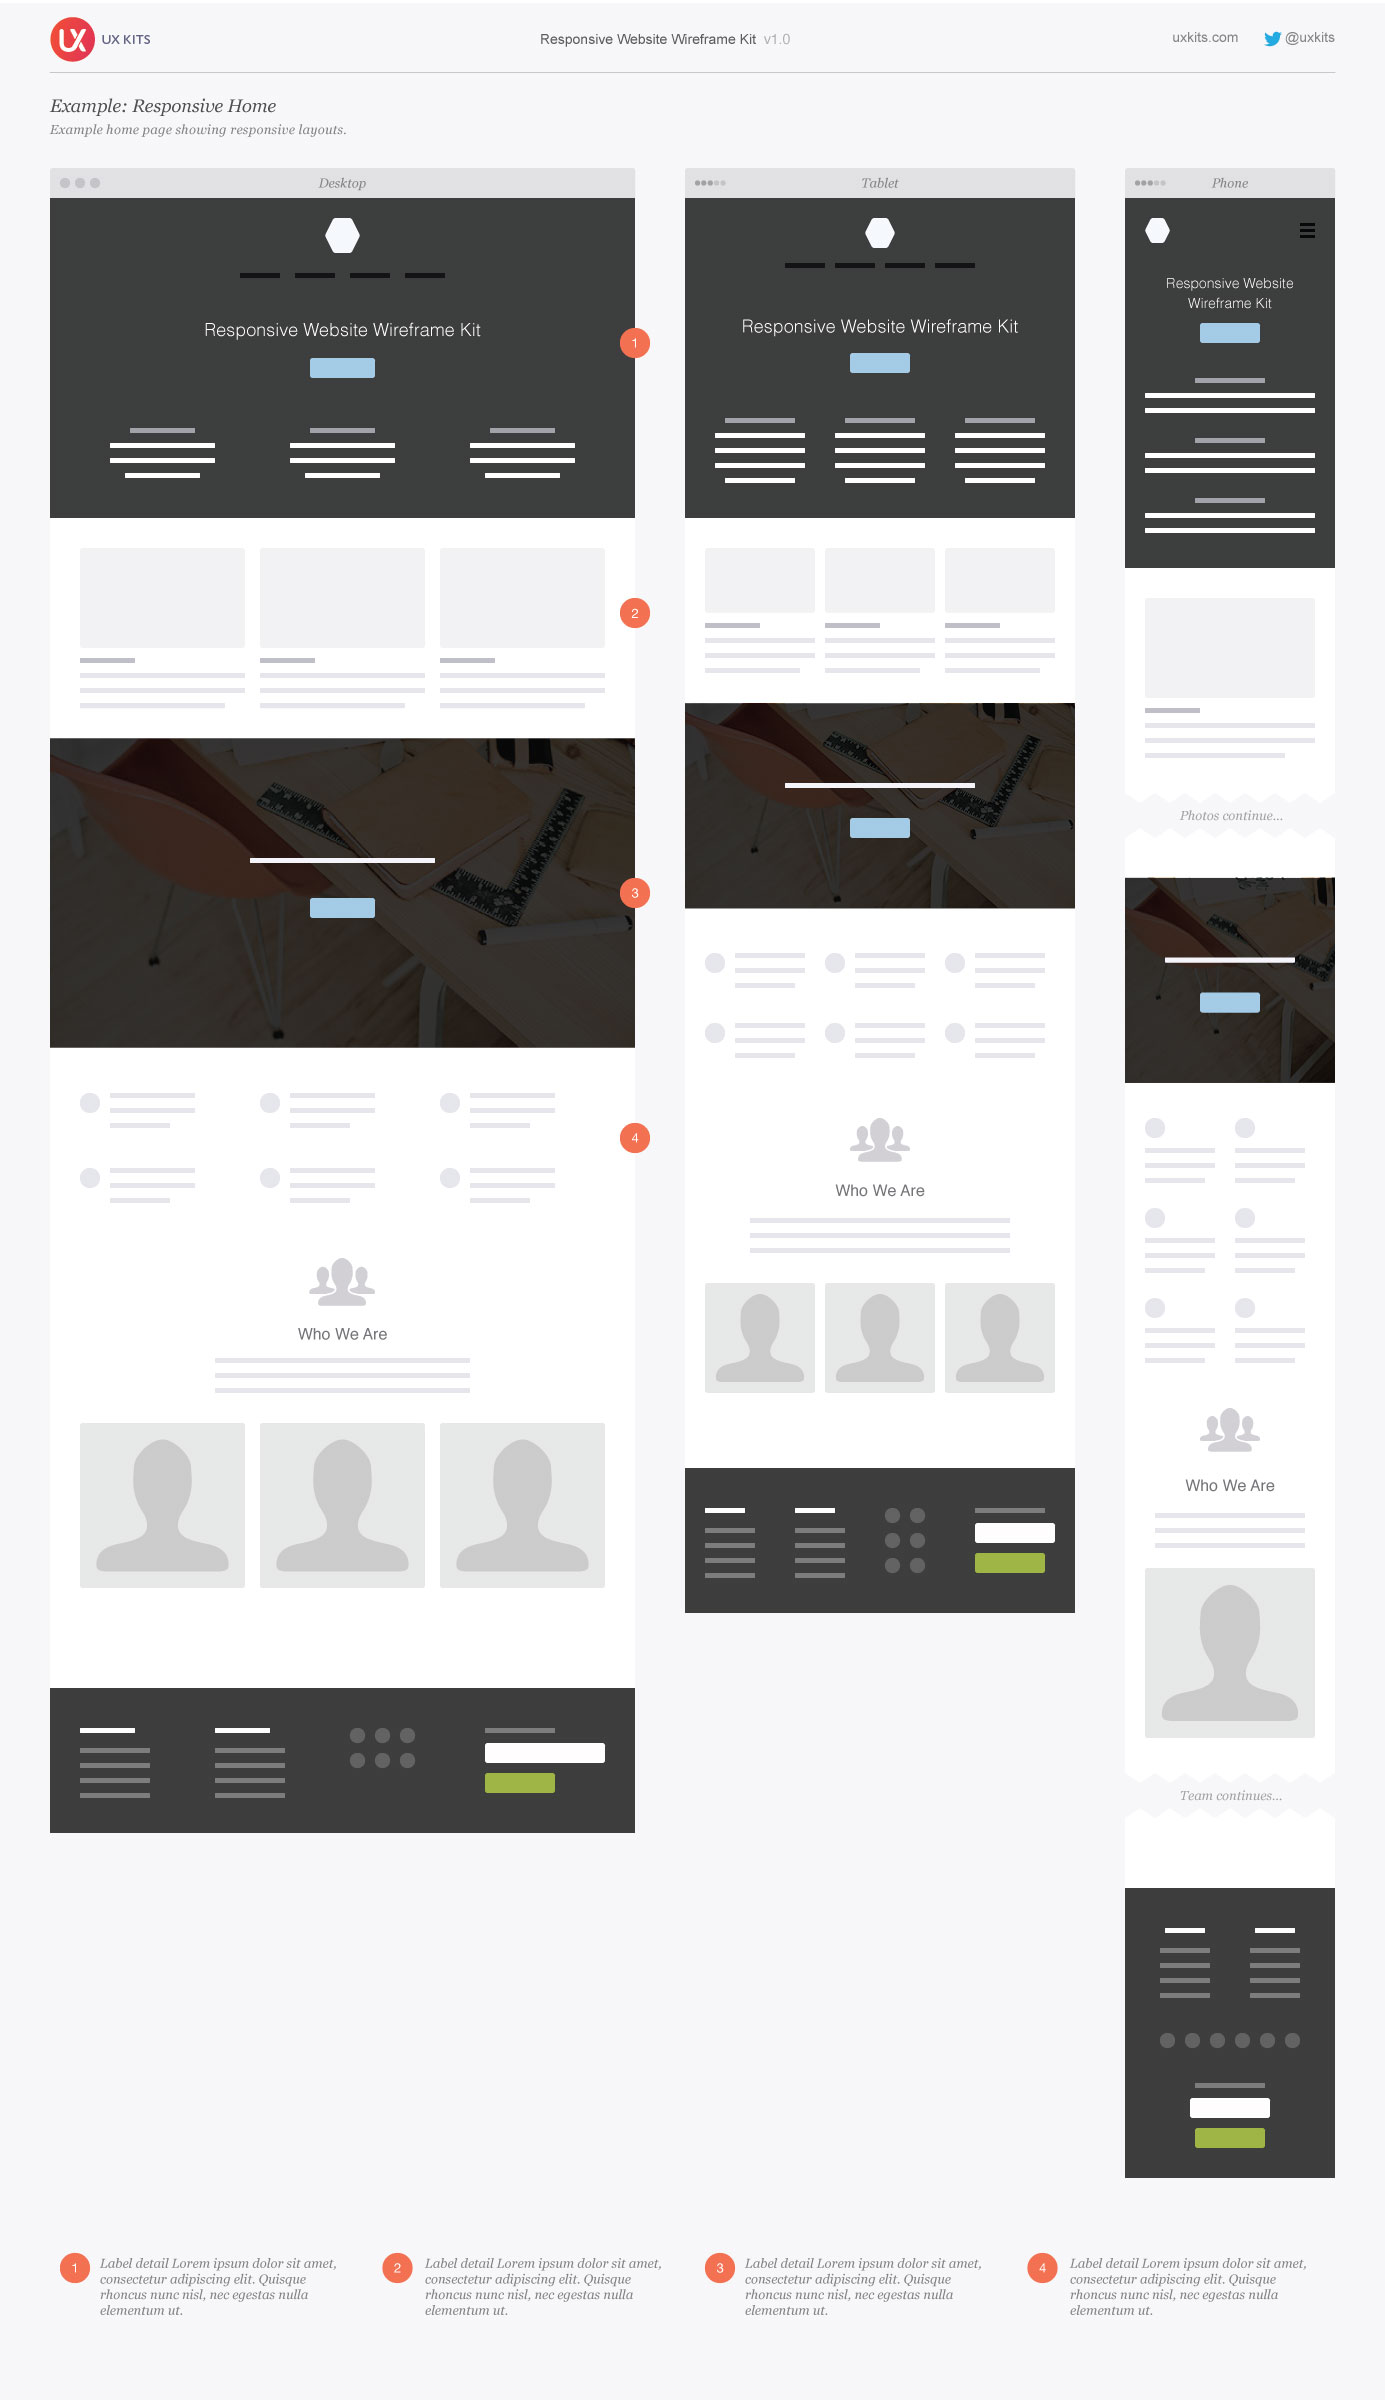 UX UX KITS
Responsive Website Wireframe Kit v1.0
uxkits.com @uxkits
Example: Responsive Home
Example home page showing responsive layouts.
Desktop
Responsive Website Wireframe Kit
1
2
3
4
Who We Are
Tablet
Responsive Website Wireframe Kit
Who We Are
Phone
Responsive Website
Wireframe Kit
Photos continue...
Who We Are
Team continues...
1
Label detail Lorem ipsum dolor sit amet,
consectetur adipiscing elit. Quisque
rhoncus nunc nisl, nec egestas nulla
elementum ut.
2
Label detail Lorem ipsum dolor sit amet,
consectetur adipiscing elit. Quisque
rhoncus nunc nisl, nec egestas nulla
elementum ut.
3
Label detail Lorem ipsum dolor sit amet,
consectetur adipiscing elit. Quisque
rhoncus nunc nisl, nec egestas nulla
elementum ut.
4
Label detail Lorem ipsum dolor sit amet,
consectetur adipiscing elit. Quisque
rhoncus nunc nisl, nec egestas nulla
elementum ut.